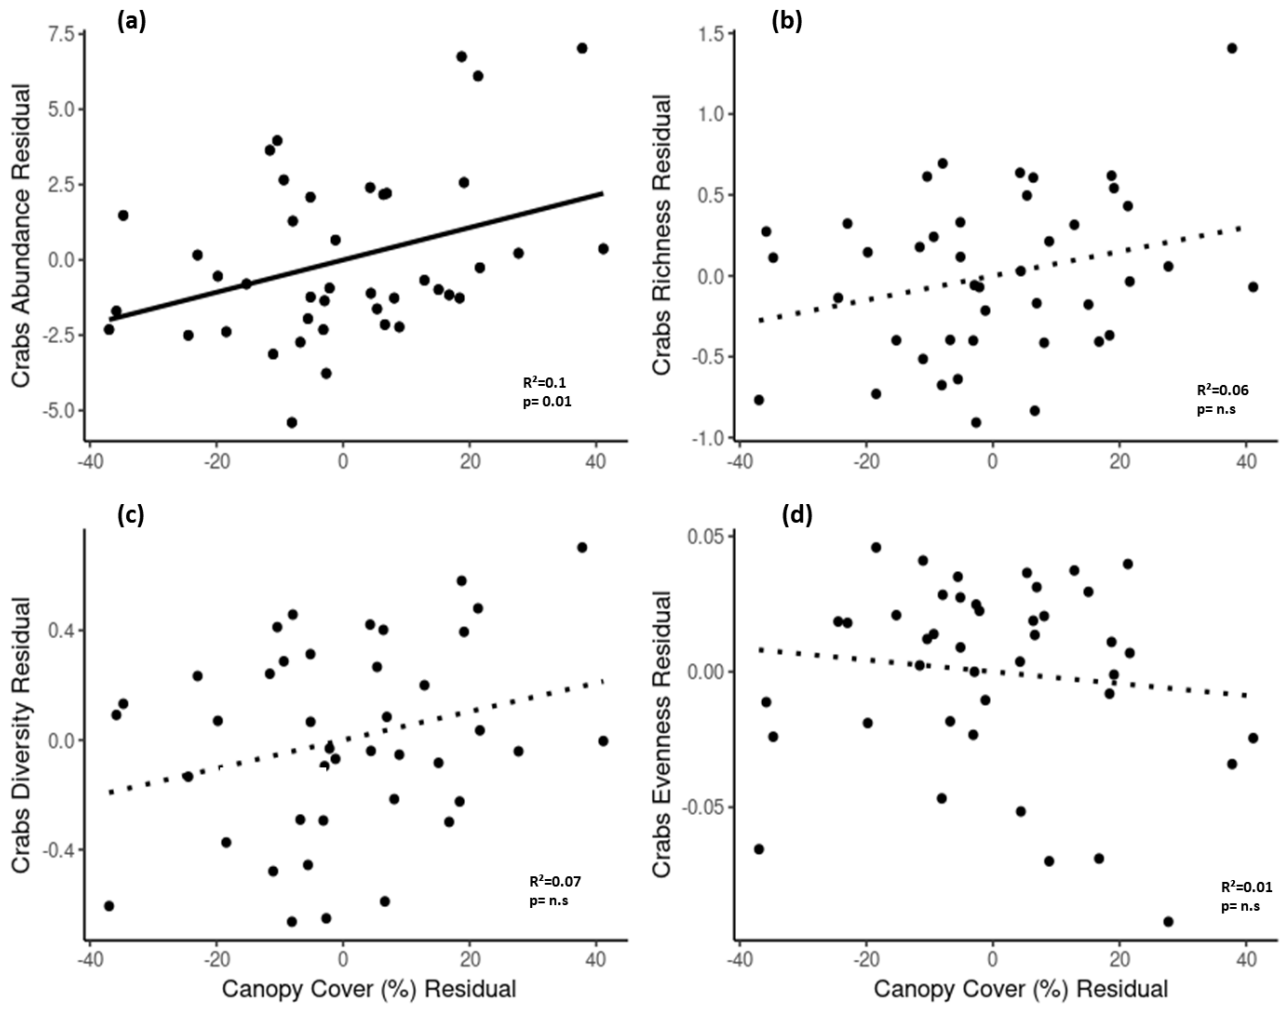 (a)
7.5
5.0
2.5
0.0
-2.5
-5.0
Crabs Abundance Residual
R²=0.1
p= 0.01
-40 -20 0 20 40
(b)
1.5
1.0
0.5
0.0
-0.5
-1.0
Crabs Richness Residual
R²=0.06
p= n.s
-40 -20 0 20 40
(c)
0.4
0.0
-0.4
Crabs Diversity Residual
R²=0.07
p= n.s
-40 -20 0 20 40
Canopy Cover (%) Residual
(d)
0.05
0.00
-0.05
Crabs Evenness Residual
R²=0.01
p= n.s
-40 -20 0 20 40
Canopy Cover (%) Residual